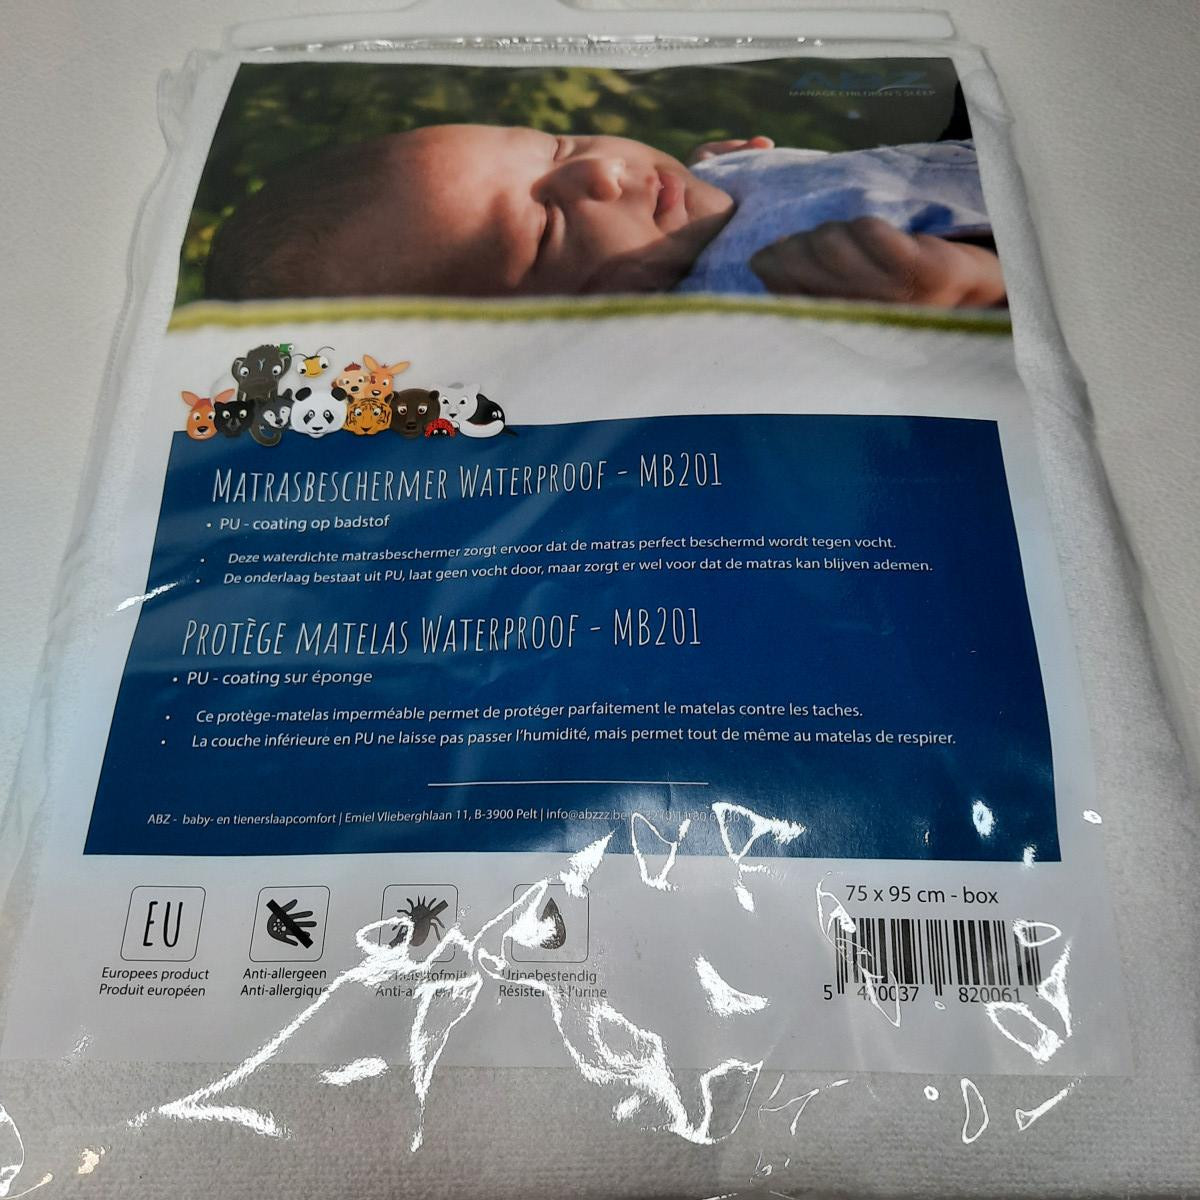 ABZ
MANAGE CHILDREN'S SLEEP
MATRASBESCHERMER WATERPROOF - MB201
• PU - coating op badstof
• Deze waterdichte matrasbeschermer zorgt ervoor dat de matras perfect beschermd wordt tegen vocht.
• De onderlaag bestaat uit PU, laat geen vocht door, maar zorgt er wel voor dat de matras kan blijven ademen.
PROTÈGE MATELAS WATERPROOF - MB201
• PU - coating sur éponge
• Ce protège-matelas imperméable permet de protéger parfaitement le matelas contre les taches.
• La couche inférieure en PU ne laisse pas passer l'humidité, mais permet tout de même au matelas de respirer.
ABZ - baby- en tienerslaapcomfort | Emiel Vlieberghlaan 11, B-3900 Pelt | info@abzzz.be
75 x 95 cm - box
EU
Europees product
Produit européen
Anti-allergeen
Anti-allergique
Urinebestendig
l'urine
820061